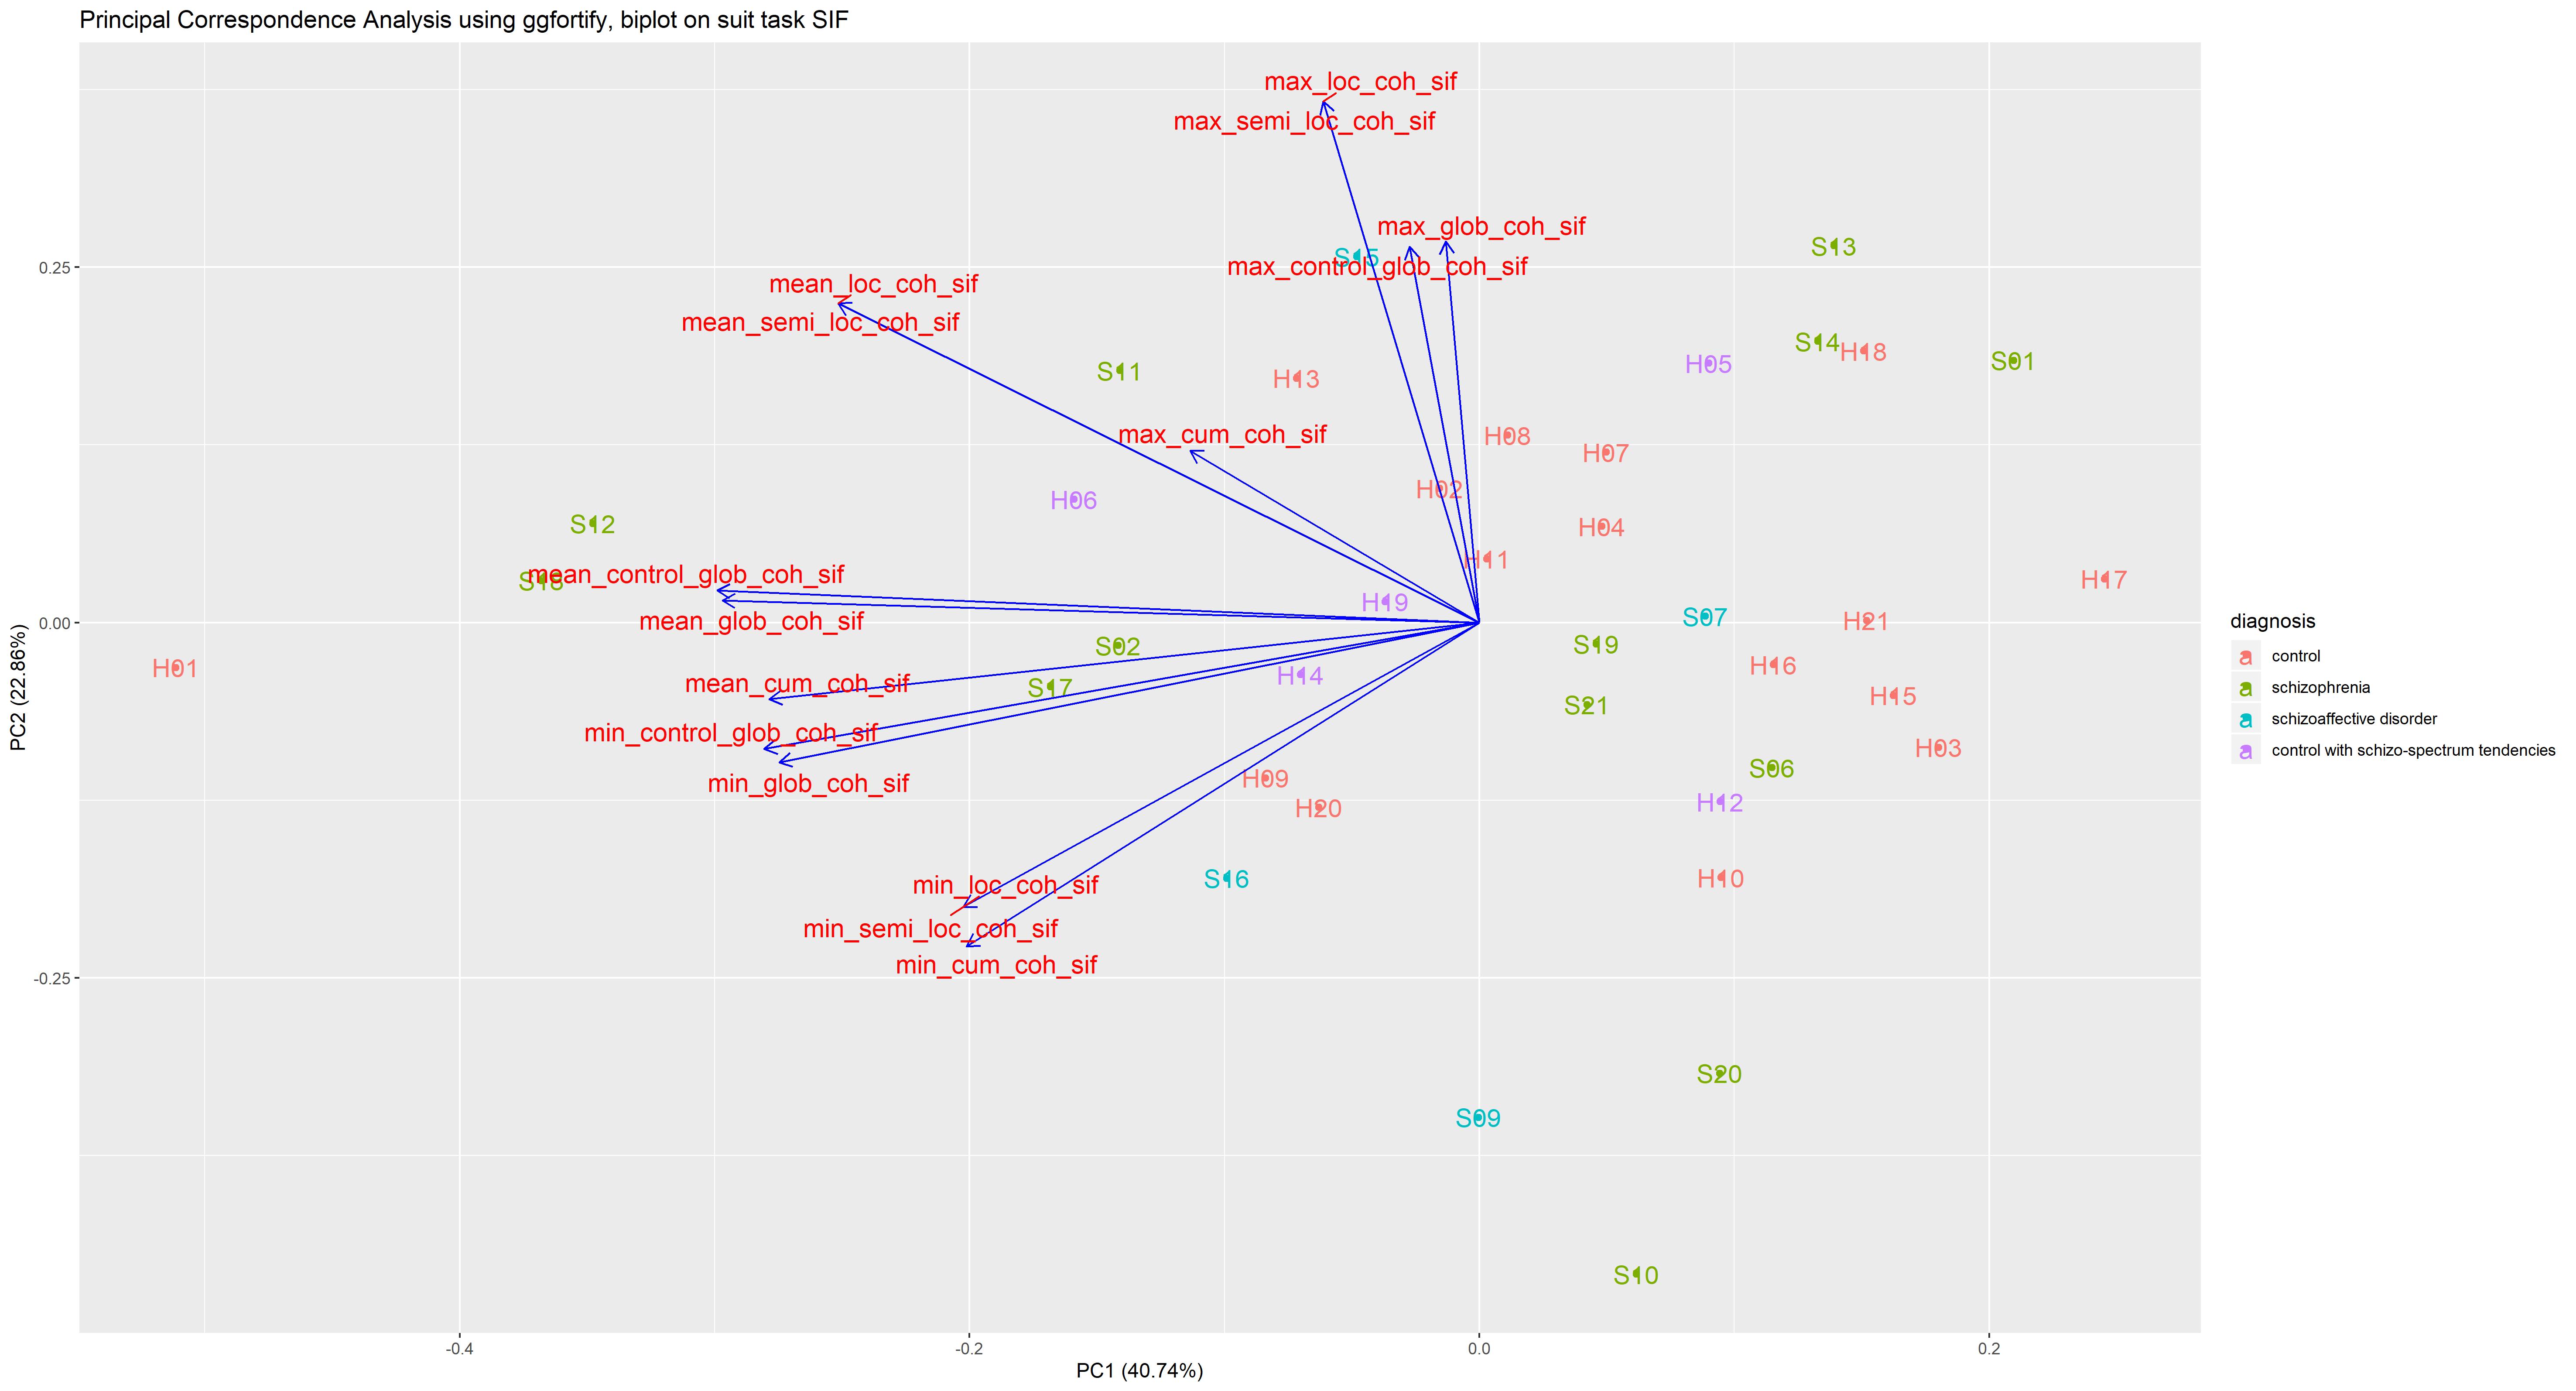 Principal Correspondence Analysis using ggfortify, biplot on suit task SIF
max_loc_coh_sif
max_semi_loc_coh_sif
max_glob_coh_sif
S13
S15
max_control_glob_coh_sif
0.25
mean_loc_coh_sif
mean_semi_loc_coh_sif
S14
H18
S01
H05
S11
H13
max_cum_coh_sif
H08
H07
H02
H06
S12
H04
H11
mean_control_glob_coh_sif
S18
H17
H19
S07
mean_glob_coh_sif
H21
0.00
S02
S19
H16
H01
H14
mean_cum_coh_sif
S17
H15
S21
min_control_glob_coh_sif
H03
S06
H09
min_glob_coh_sif
H12
H20
S16
H10
min_loc_coh_sif
min_semi_loc_coh_sif
min_cum_coh_sif
-0.25
S20
S09
S10
PC2 (22.86%)
-0.4
-0.2
0.0
0.2
PC1 (40.74%)
diagnosis
a control
a schizophrenia
a schizoaffective disorder
a control with schizo-spectrum tendencies